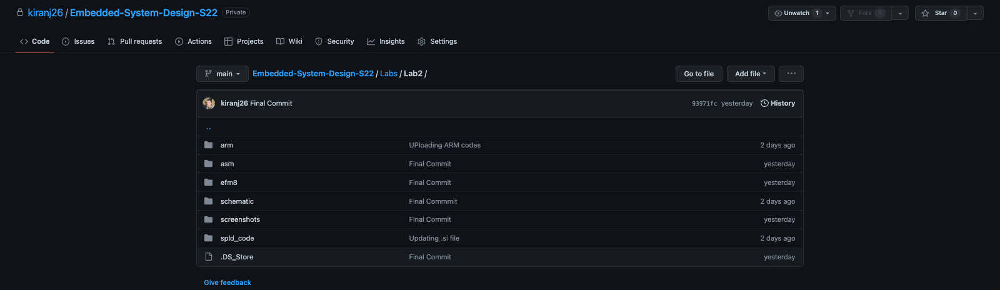 kiranj26 / Embedded-System-Design-S22 Private Unwatch 1 Fork 0 Star 0
Code Issues Pull requests Actions Projects Wiki Security Insights Settings
main Embedded-System-Design-S22 / Labs / Lab2 / Go to file Add file ...
kiranj26 Final Commit 93971fc yesterday History
..
arm UPloading ARM codes 2 days ago
asm Final Commit yesterday
efm8 Final Commit yesterday
schematic Final Commmit 2 days ago
screenshots Final Commit yesterday
spld_code Updating .si file 2 days ago
.DS_Store Final Commit yesterday
Give feedback